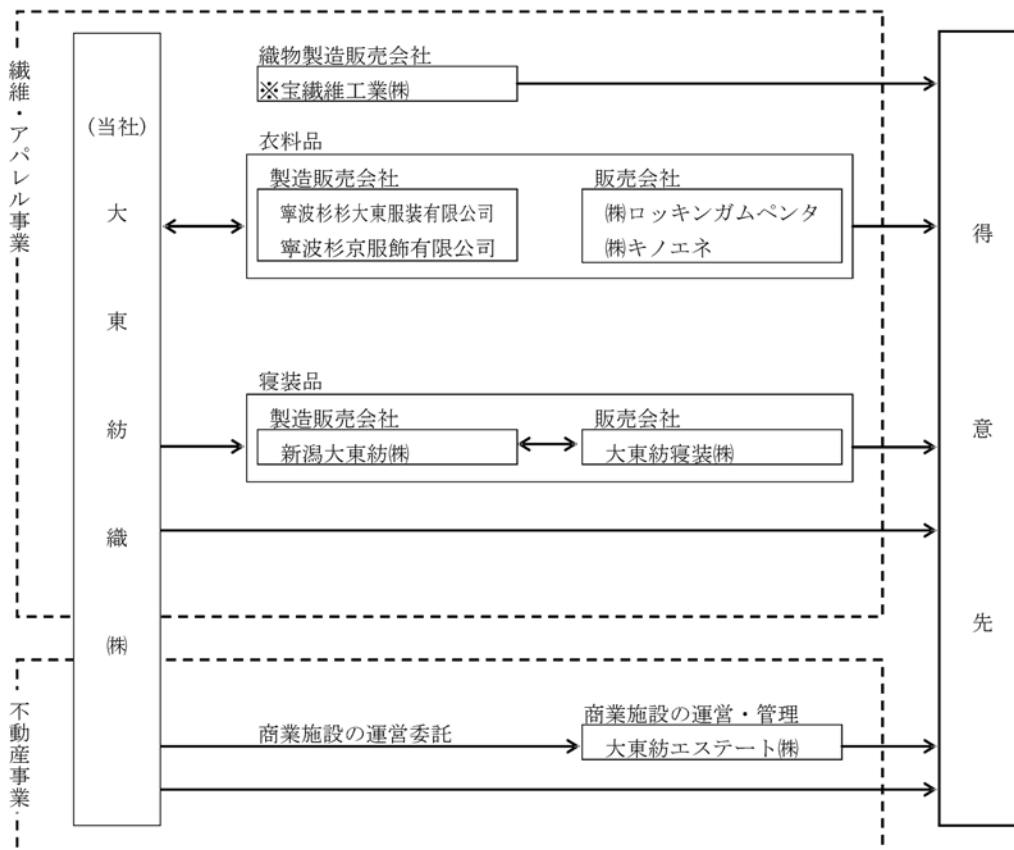 繊維・アパレル事業
(当社)
大東紡織㈱
織物製造販売会社
※宝繊維工業㈱
衣料品
製造販売会社
寧波杉杉大東服装有限公司
寧波杉京服飾有限公司
販売会社
㈱ロッキンガムペンタ
㈱キノエネ
寝装品
製造販売会社
新潟大東紡㈱
販売会社
大東紡寝装㈱
不動産事業
商業施設の運営委託
商業施設の運営・管理
大東紡エステート㈱
得意先